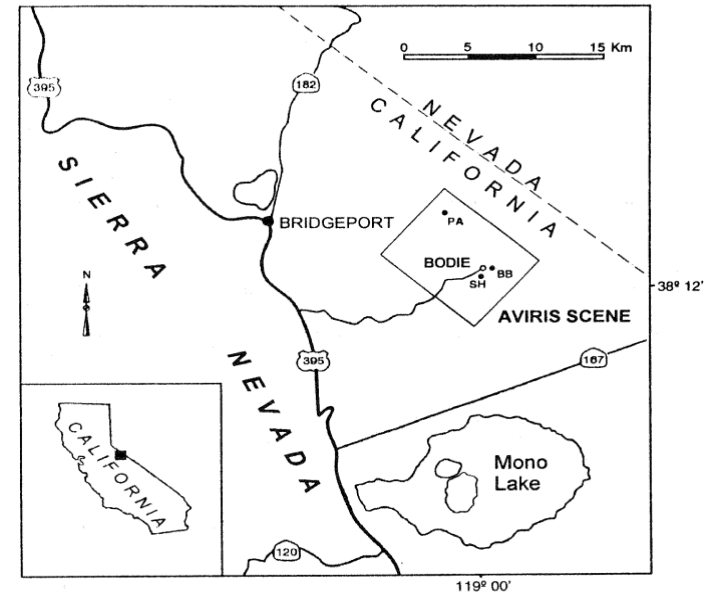 0 5 10 15 Km
395
182
NEVADA
CALIFORNIA
SIERRA
PA
BRIDGEPORT
BODIE
BB
SH
38º 12'
N
AVIRIS SCENE
NEVADA
395
167
CALIFORNIA
Mono
Lake
120
119º 00'